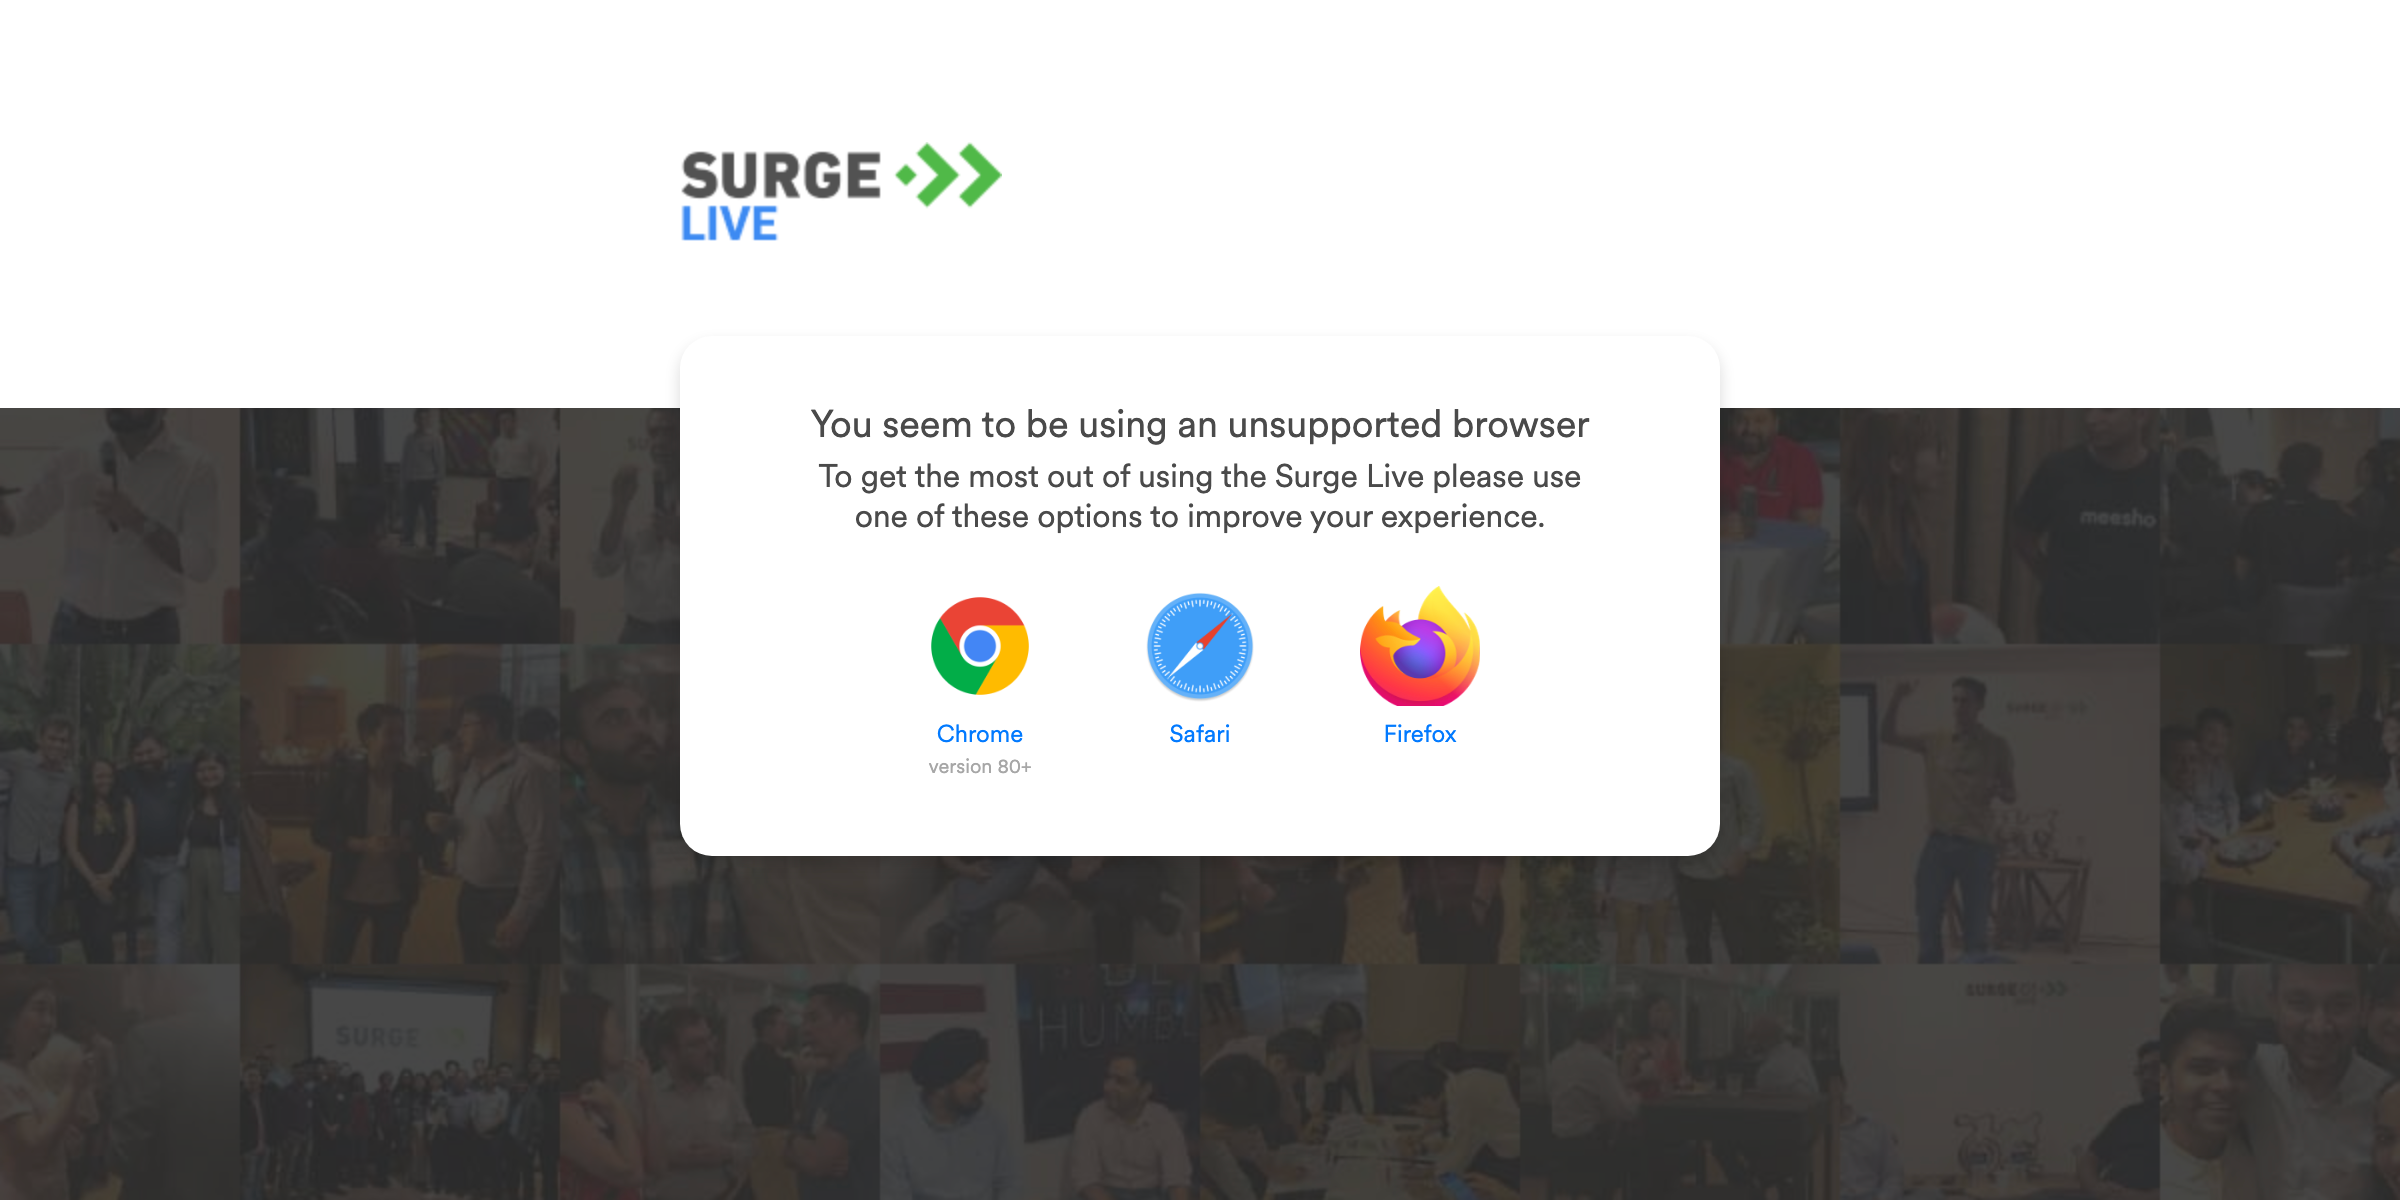 SURGE
LIVE
You seem to be using an unsupported browser
To get the most out of using the Surge Live please use
one of these options to improve your experience.
Chrome
Safari
Firefox
version 80+
meesho
SURGE
HUMBL
SURGE